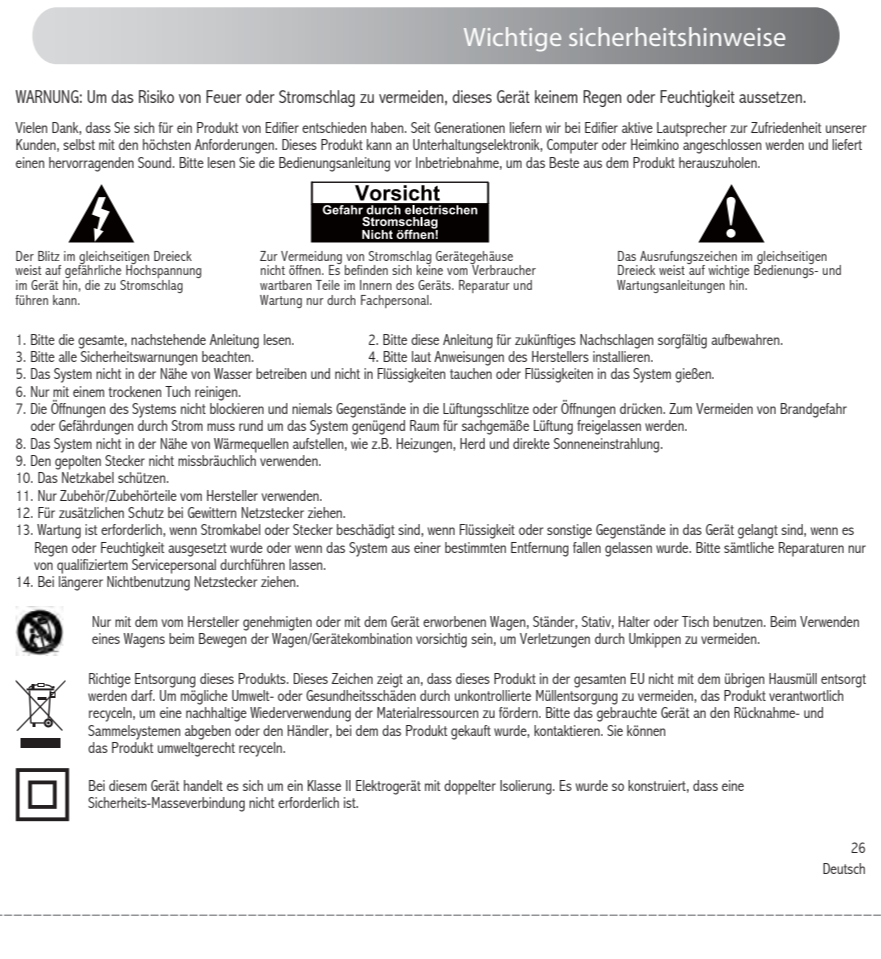 Wichtige sicherheitshinweise
WARNUNG: Um das Risiko von Feuer oder Stromschlag zu vermeiden, dieses Gerät keinem Regen oder Feuchtigkeit aussetzen.
Vielen Dank, dass Sie sich für ein Produkt von Edifier entschieden haben. Seit Generationen liefern wir bei Edifier aktive Lautsprecher zur Zufriedenheit unserer
Kunden, selbst mit den höchsten Anforderungen. Dieses Produkt kann an Unterhaltungselektronik, Computer oder Heimkino angeschlossen werden und liefert
einen hervorragenden Sound. Bitte lesen Sie die Bedienungsanleitung vor Inbetriebnahme, um das Beste aus dem Produkt herauszuholen.
Der Blitz im gleichseitigen Dreieck
weist auf gefährliche Hochspannung
im Gerät hin, die zu Stromschlag
führen kann.
Vorsicht
Gefahr durch electrischen
Stromschlag
Nicht öffnen!
Zur Vermeidung von Stromschlag Gerätegehäuse
nicht öffnen. Es befinden sich keine vom Verbraucher
wartbaren Teile im Innern des Geräts. Reparatur und
Wartung nur durch Fachpersonal.
Das Ausrufungszeichen im gleichseitigen
Dreieck weist auf wichtige Bedienungs- und
Wartungsanleitungen hin.
1. Bitte die gesamte, nachstehende Anleitung lesen. 2. Bitte diese Anleitung für zukünftiges Nachschlagen sorgfältig aufbewahren.
3. Bitte alle Sicherheitswarnungen beachten. 4. Bitte laut Anweisungen des Herstellers installieren.
5. Das System nicht in der Nähe von Wasser betreiben und nicht in Flüssigkeiten tauchen oder Flüssigkeiten in das System gießen.
6. Nur mit einem trockenen Tuch reinigen.
7. Die Öffnungen des Systems nicht blockieren und niemals Gegenstände in die Lüftungsschlitze oder Öffnungen drücken. Zum Vermeiden von Brandgefahr
oder Gefährdungen durch Strom muss rund um das System genügend Raum für sachgemäße Lüftung freigelassen werden.
8. Das System nicht in der Nähe von Wärmequellen aufstellen, wie z.B. Heizungen, Herd und direkte Sonneneinstrahlung.
9. Den gepolten Stecker nicht missbräuchlich verwenden.
10. Das Netzkabel schützen.
11. Nur Zubehör/Zubehörteile vom Hersteller verwenden.
12. Für zusätzlichen Schutz bei Gewittern Netzstecker ziehen.
13. Wartung ist erforderlich, wenn Stromkabel oder Stecker beschädigt sind, wenn Flüssigkeit oder sonstige Gegenstände in das Gerät gelangt sind, wenn es
Regen oder Feuchtigkeit ausgesetzt wurde oder wenn das System aus einer bestimmten Entfernung fallen gelassen wurde. Bitte sämtliche Reparaturen nur
von qualifiziertem Servicepersonal durchführen lassen.
14. Bei längerer Nichtbenutzung Netzstecker ziehen.
Nur mit dem vom Hersteller genehmigten oder mit dem Gerät erworbenen Wagen, Ständer, Stativ, Halter oder Tisch benutzen. Beim Verwenden
eines Wagens beim Bewegen der Wagen/Gerätekombination vorsichtig sein, um Verletzungen durch Umkippen zu vermeiden.
Richtige Entsorgung dieses Produkts. Dieses Zeichen zeigt an, dass dieses Produkt in der gesamten EU nicht mit dem übrigen Hausmüll entsorgt
werden darf. Um mögliche Umwelt- oder Gesundheitsschäden durch unkontrollierte Müllentsorgung zu vermeiden, das Produkt verantwortlich
recyceln, um eine nachhaltige Wiederverwendung der Materialressourcen zu fördern. Bitte das gebrauchte Gerät an den Rücknahme- und
Sammelsystemen abgeben oder den Händler, bei dem das Produkt gekauft wurde, kontaktieren. Sie können
das Produkt umweltgerecht recyceln.
Bei diesem Gerät handelt es sich um ein Klasse II Elektrogerät mit doppelter Isolierung. Es wurde so konstruiert, dass eine
Sicherheits-Masseverbindung nicht erforderlich ist.
26
Deutsch